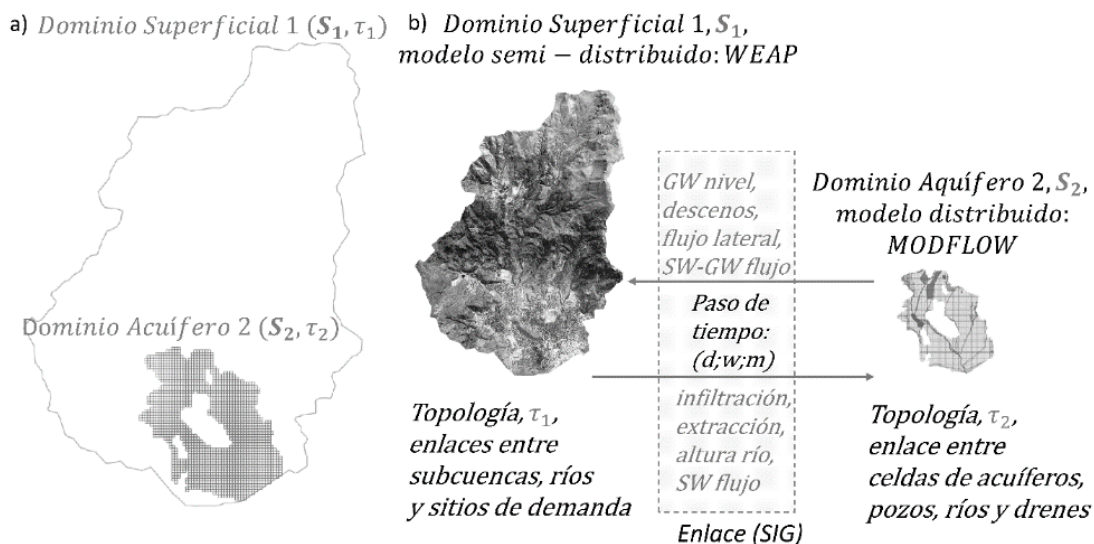 a) Dominio Superficial 1 (S₁, τ₁)
Dominio Acuífero 2 (S₂, τ₂)
b) Dominio Superficial 1, S₁,
modelo semi − distribuido: WEAP
GW nivel,
descenos,
flujo lateral,
SW-GW flujo
Paso de
tiempo:
(d;w;m)
infiltración,
extracción,
altura río,
SW flujo
Enlace (SIG)
Dominio Aquífero 2, S₂,
modelo distribuido:
MODFLOW
Topología, τ₁,
enlaces entre
subcuencas, ríos
y sitios de demanda
Topología, τ₂,
enlace entre
celdas de acuíferos,
pozos, ríos y drenes